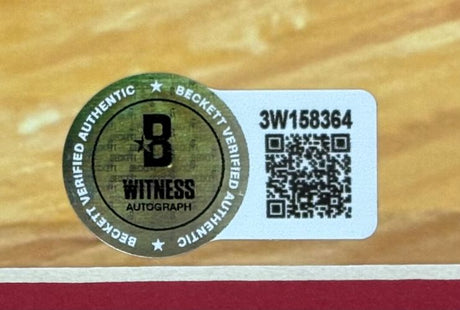 BECKETT VERIFIED AUTHENTIC ★ BECKETT VERIFIED AUTHENTIC ★
B
WITNESS
AUTOGRAPH
3W158364